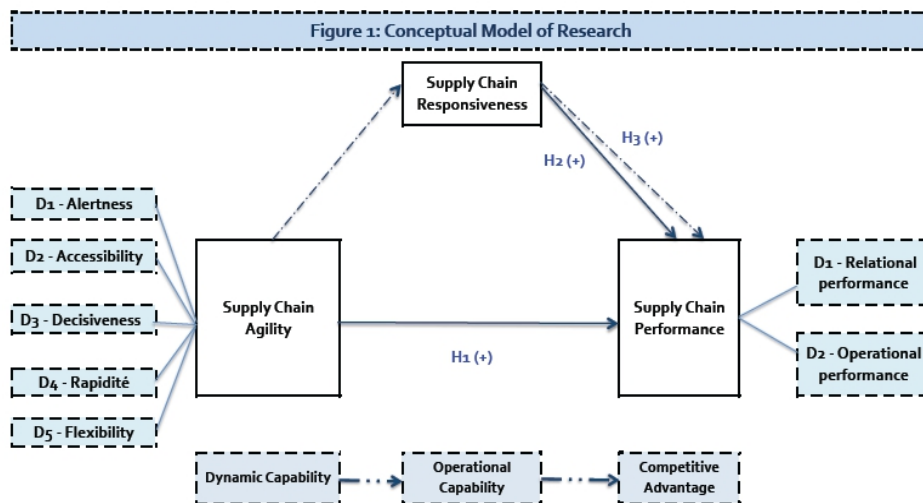 Figure 1: Conceptual Model of Research
Supply Chain
Responsiveness
H3 (+)
H2 (+)
D1 - Alertness
D2 - Accessibility
D3 - Decisiveness
D4 - Rapidité
D5 - Flexibility
Supply Chain
Agility
H1 (+)
Supply Chain
Performance
D1 - Relational
performance
D2 - Operational
performance
Dynamic Capability
Operational
Capability
Competitive
Advantage